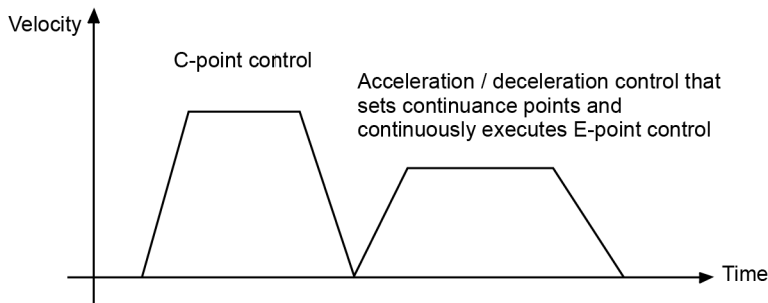 Velocity
C-point control
Acceleration / deceleration control that
sets continuance points and
continuously executes E-point control
Time